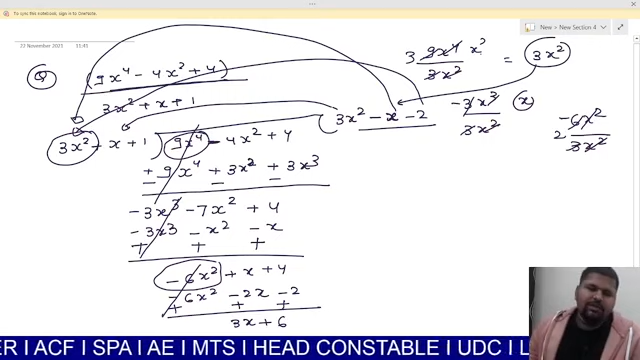 To sync this notebook, sign in to OneNote.
New Section 4
22 November 2021 11:41
Q (9x⁴ - 4x² + 4)
3x² + x + 1
3x² - x + 1) 9x⁴ - 4x² + 4 (3x² - x - 2
+ 9x⁴ + 3x² + 3x³
- - -
- 3x³ - 7x² + 4
- 3x3 - x² - x
+ + +
- 6x² + x + 4
- 6x² - 2x - 2
+ + +
3x + 6
3 9x⁴ x² = 3x²
3x²
- 3x³ (x)
3x²
- 6x²
2 3x²
ER I ACF I SPA I AE I MTS I HEAD CONSTABLE I UDC I L